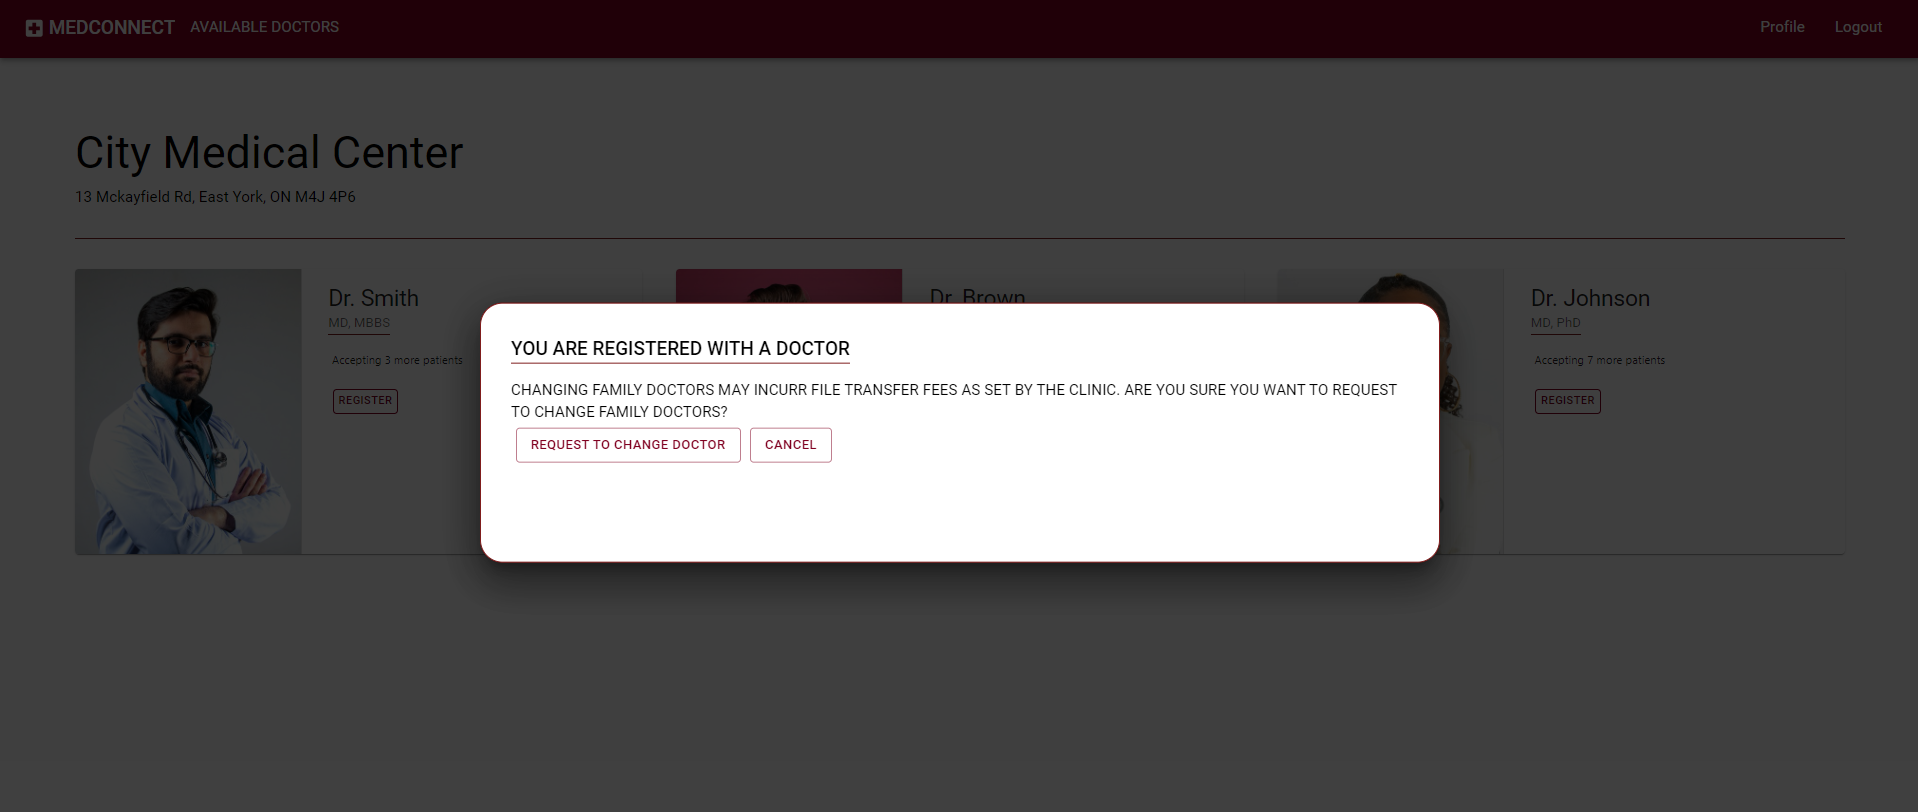 MEDCONNECT AVAILABLE DOCTORS Profile Logout
City Medical Center
13 Mckayfield Rd, East York, ON M4J 4P6
Dr. Smith
MD, MBBS
Accepting 3 more patients
REGISTER
Dr. Brown
Dr. Johnson
MD, PhD
Accepting 7 more patients
REGISTER
YOU ARE REGISTERED WITH A DOCTOR
CHANGING FAMILY DOCTORS MAY INCURR FILE TRANSFER FEES AS SET BY THE CLINIC. ARE YOU SURE YOU WANT TO REQUEST
TO CHANGE FAMILY DOCTORS?
REQUEST TO CHANGE DOCTOR CANCEL